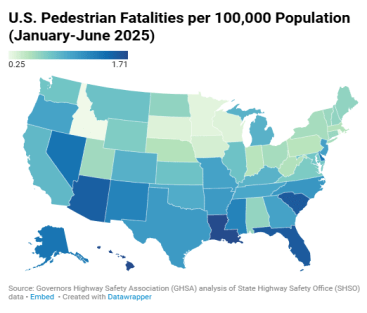 U.S. Pedestrian Fatalities per 100,000 Population
(January-June 2025)
0.25 1.71
Source: Governors Highway Safety Association (GHSA) analysis of State Highway Safety Office (SHSO)
data • Embed • Created with Datawrapper